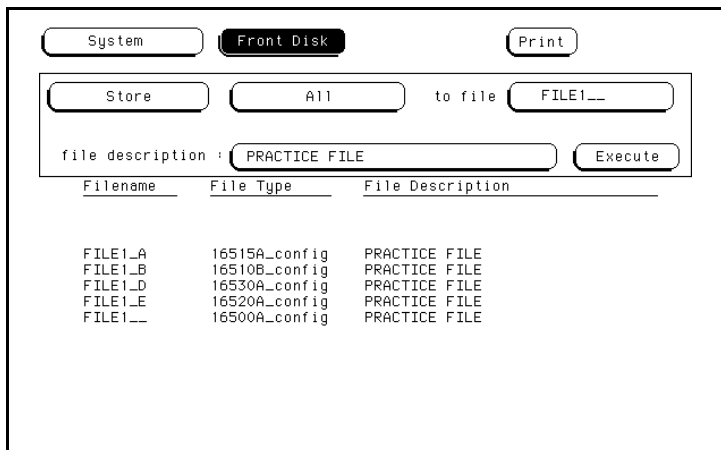 System Front Disk Print
Store All to file FILE1__
file description : PRACTICE FILE Execute
Filename File Type File Description
FILE1_A 16515A_config PRACTICE FILE
FILE1_B 16510B_config PRACTICE FILE
FILE1_D 16530A_config PRACTICE FILE
FILE1_E 16520A_config PRACTICE FILE
FILE1__ 16500A_config PRACTICE FILE